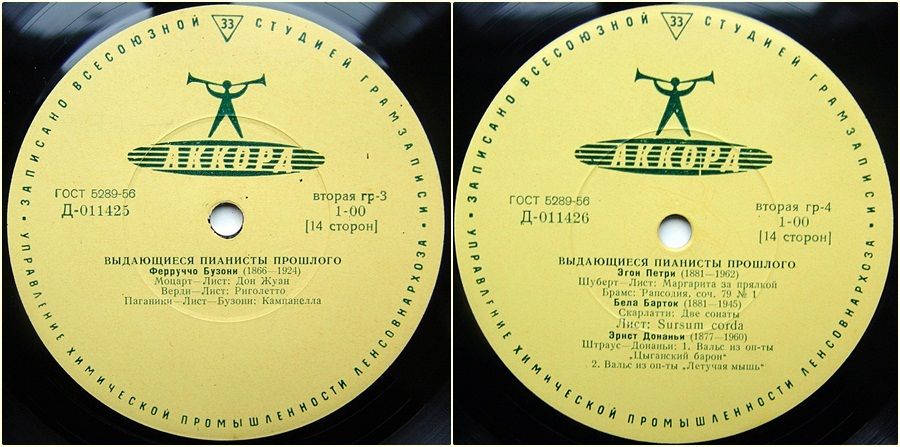 · ЗАПИСАНО ВСЕСОЮЗНОЙ 33 СТУДИЕЙ ГРАМЗАПИСИ ·
АККОРД
ГОСТ 5289-56
Д-011425
вторая гр-3
1-00
[14 сторон]
ВЫДАЮЩИЕСЯ ПИАНИСТЫ ПРОШЛОГО
Ферруччо Бузони (1866—1924)
Моцарт—Лист: Дон Жуан
Верди—Лист: Риголетто
Паганини—Лист—Бузони: Кампанелла
УПРАВЛЕНИЕ ХИМИЧЕСКОЙ ПРОМЫШЛЕННОСТИ ЛЕНСОВНАРХОЗА
· ЗАПИСАНО ВСЕСОЮЗНОЙ 33 СТУДИЕЙ ГРАМЗАПИСИ ·
АККОРД
ГОСТ 5289-56
Д-011426
вторая гр-4
1-00
[14 сторон]
ВЫДАЮЩИЕСЯ ПИАНИСТЫ ПРОШЛОГО
Эгон Петри (1881—1962)
Шуберт—Лист: Маргарита за прялкой
Брамс: Рапсодия, соч. 79 № 1
Бела Барток (1881—1945)
Скарлатти: Две сонаты
Лист: Sursum corda
Эрнст Донаньи (1877—1960)
Штраус—Донаньи: 1. Вальс из оп-ты
„Цыганский барон"
2. Вальс из оп-ты „Летучая мышь"
УПРАВЛЕНИЕ ХИМИЧЕСКОЙ ПРОМЫШЛЕННОСТИ ЛЕНСОВНАРХОЗА